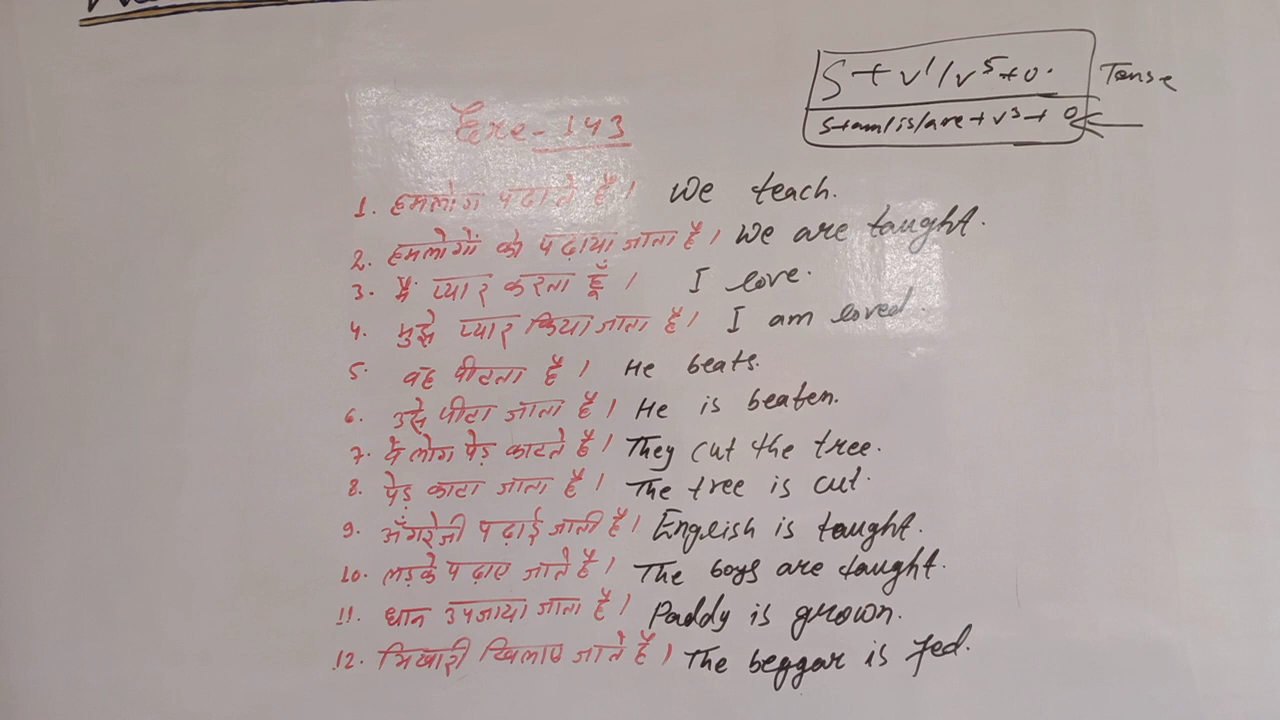 S + v¹/v⁵ + o. Tense
S + am/is/are + v³ + o
Exe - 143
1. हमलोग पढ़ाते है। We teach.
2. हमलोगों को पढ़ाया जाता है। We are taught.
3. मैं प्यार करता हूँ। I love.
4. मुझे प्यार किया जाता है। I am loved.
5. वह पीटता है। He beats.
6. उसे पीटा जाता है। He is beaten.
7. वे लोग पेड़ काटते है। They cut the tree.
8. पेड़ काटा जाता है। The tree is cut.
9. अँगरेजी पढ़ाई जाती है। English is taught.
10. लड़के पढ़ाए जाते है। The boys are taught.
11. धान उपजाया जाता है। Paddy is grown.
12. भिखारी खिलाए जाते है। The beggar is fed.